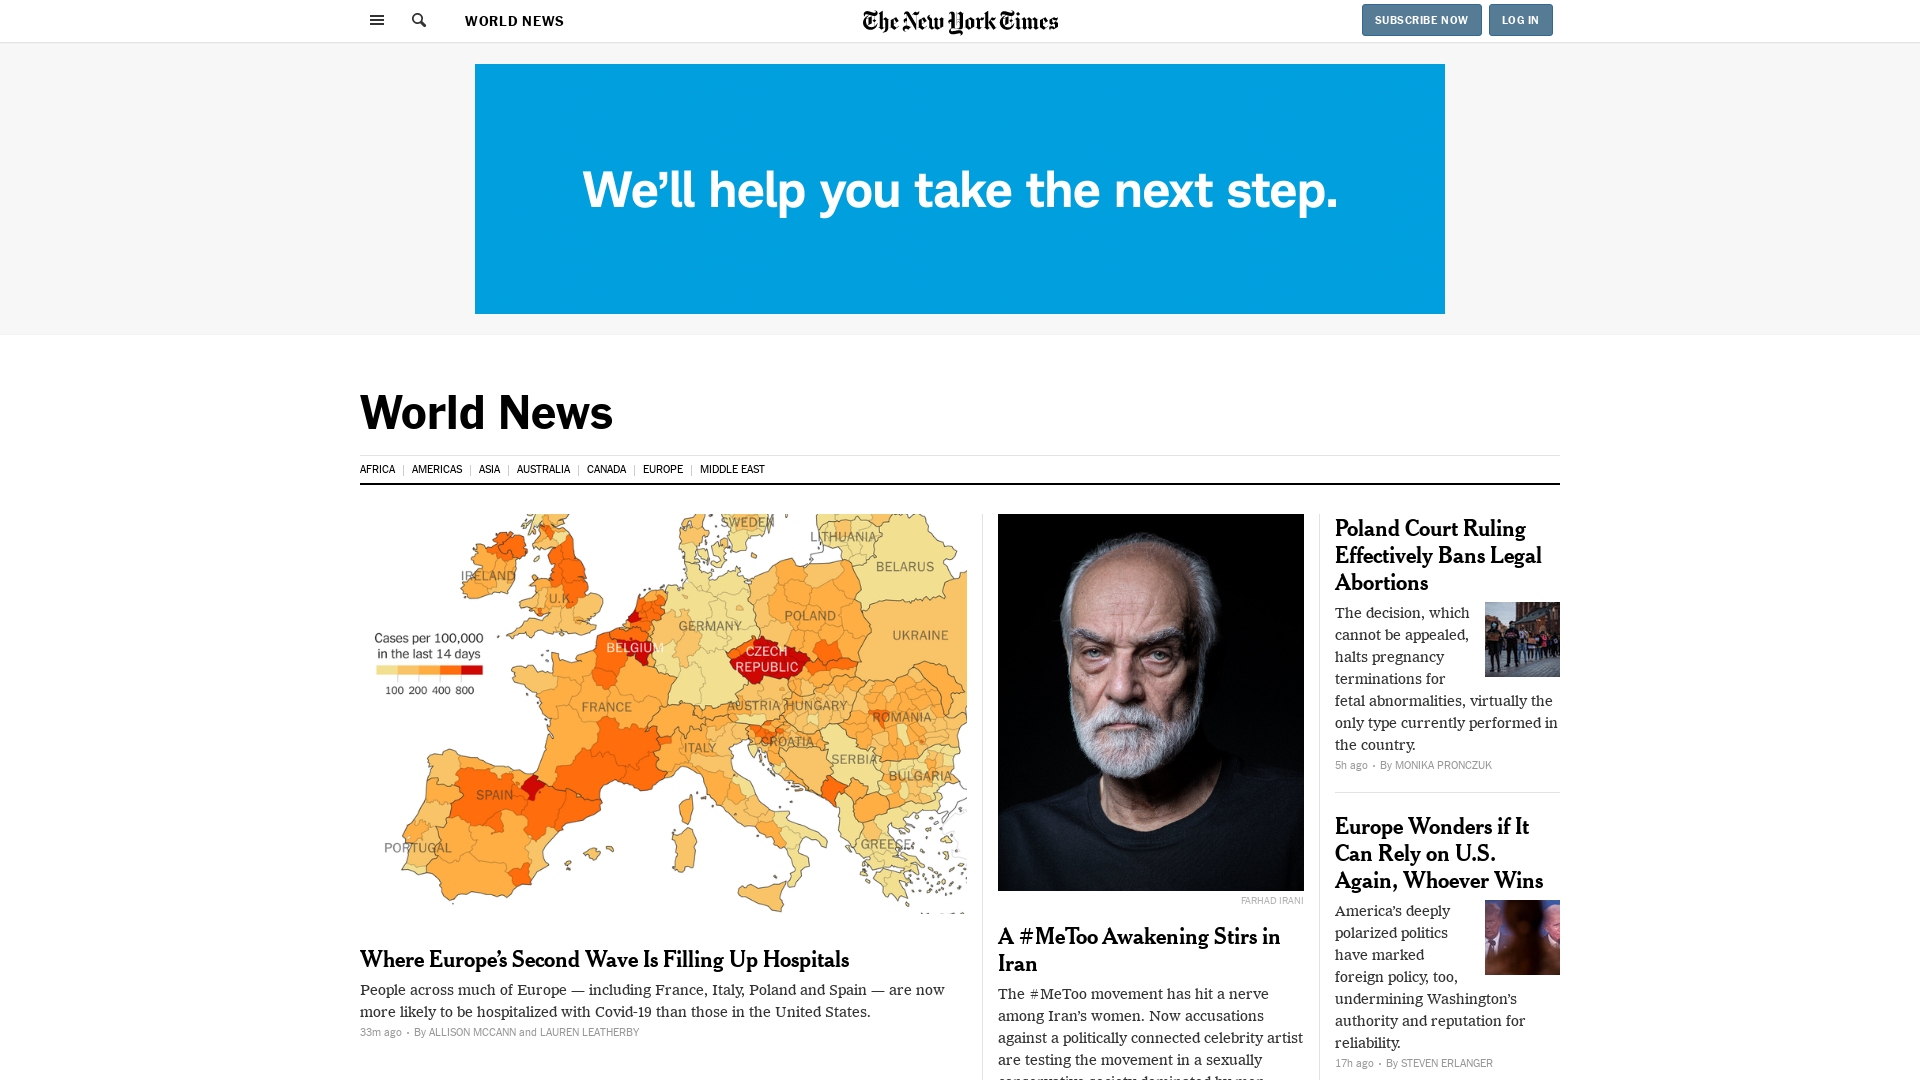 WORLD NEWS
The New York Times
SUBSCRIBE NOW
LOG IN
We'll help you take the next step.
World News
AFRICA
AMERICAS
ASIA
AUSTRALIA
CANADA
EUROPE
MIDDLE EAST
SWEDEN
LITHUANIA
BELARUS
IRELAND
U.K.
POLAND
GERMANY
UKRAINE
Cases per 100,000
in the last 14 days
100 200 400 800
BELGIUM
CZECH
REPUBLIC
FRANCE
AUSTRIA
HUNGARY
ROMANIA
ITALY
CROATIA
SERBIA
BULGARIA
SPAIN
PORTUGAL
GREECE
Where Europe's Second Wave Is Filling Up Hospitals
People across much of Europe — including France, Italy, Poland and Spain — are now
more likely to be hospitalized with Covid-19 than those in the United States.
33m ago • By ALLISON MCCANN and LAUREN LEATHERBY
FARHAD IRANI
A #MeToo Awakening Stirs in
Iran
The #MeToo movement has hit a nerve
among Iran's women. Now accusations
against a politically connected celebrity artist
are testing the movement in a sexually
conservative society dominated by men.
Poland Court Ruling
Effectively Bans Legal
Abortions
The decision, which
cannot be appealed,
halts pregnancy
terminations for
fetal abnormalities, virtually the
only type currently performed in
the country.
5h ago • By MONIKA PRONCZUK
Europe Wonders if It
Can Rely on U.S.
Again, Whoever Wins
America's deeply
polarized politics
have marked
foreign policy, too,
undermining Washington's
authority and reputation for
reliability.
17h ago • By STEVEN ERLANGER